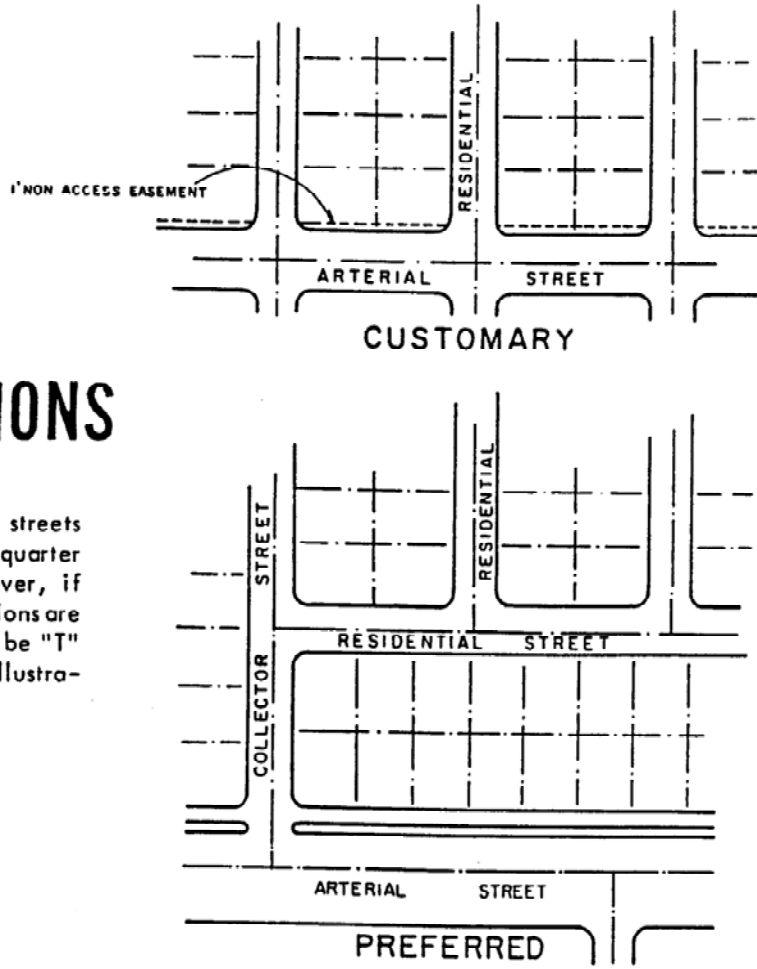 RESIDENTIAL
1' NON ACCESS EASEMENT
ARTERIAL STREET
CUSTOMARY
IONS
streets
quarter
ver, if
ions are
be "T"
llustra-
COLLECTOR STREET
RESIDENTIAL
RESIDENTIAL STREET
ARTERIAL STREET
PREFERRED